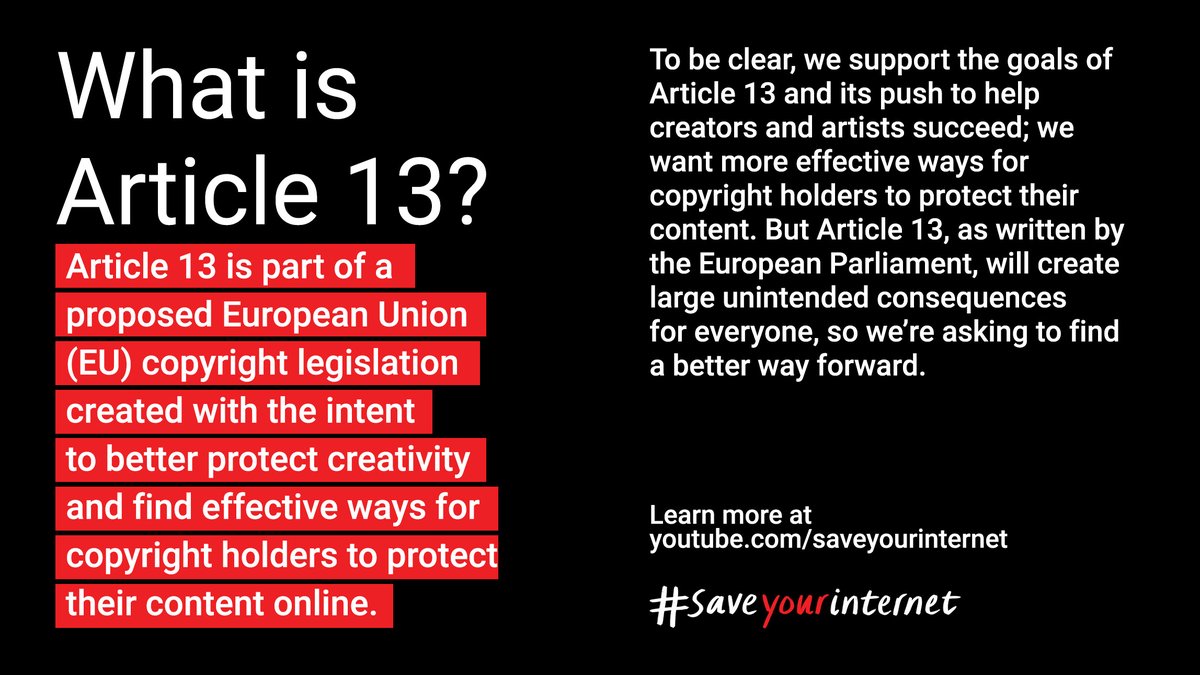 What is
Article 13?
Article 13 is part of a
proposed European Union
(EU) copyright legislation
created with the intent
to better protect creativity
and find effective ways for
copyright holders to protect
their content online.
To be clear, we support the goals of
Article 13 and its push to help
creators and artists succeed; we
want more effective ways for
copyright holders to protect their
content. But Article 13, as written by
the European Parliament, will create
large unintended consequences
for everyone, so we’re asking to find
a better way forward.
Learn more at
youtube.com/saveyourinternet
#saveyourinternet